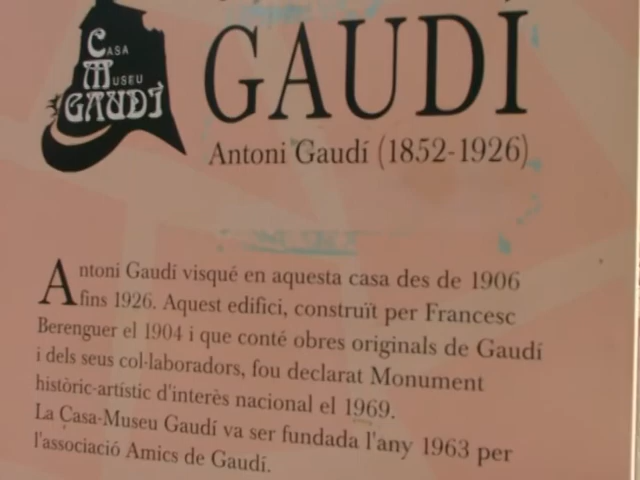 CASA
MUSEU
GAUDÍ
GAUDÍ
Antoni Gaudí (1852-1926)
Antoni Gaudí visqué en aquesta casa des de 1906
fins 1926. Aquest edifici, construït per Francesc
Berenguer el 1904 i que conté obres originals de Gaudí
i dels seus col·laboradors, fou declarat Monument
històric-artístic d'interès nacional el 1969.
La Casa-Museu Gaudí va ser fundada l'any 1963 per
l'associació Amics de Gaudí.